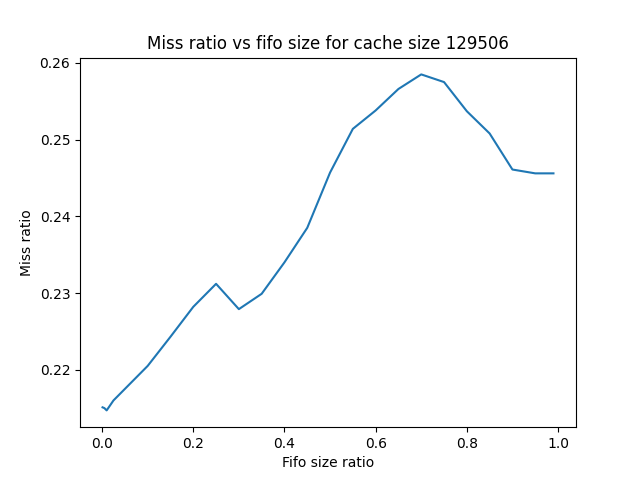 Miss ratio vs fifo size for cache size 129506
0.26
0.25
0.24
0.23
0.22
Miss ratio
0.0 0.2 0.4 0.6 0.8 1.0
Fifo size ratio